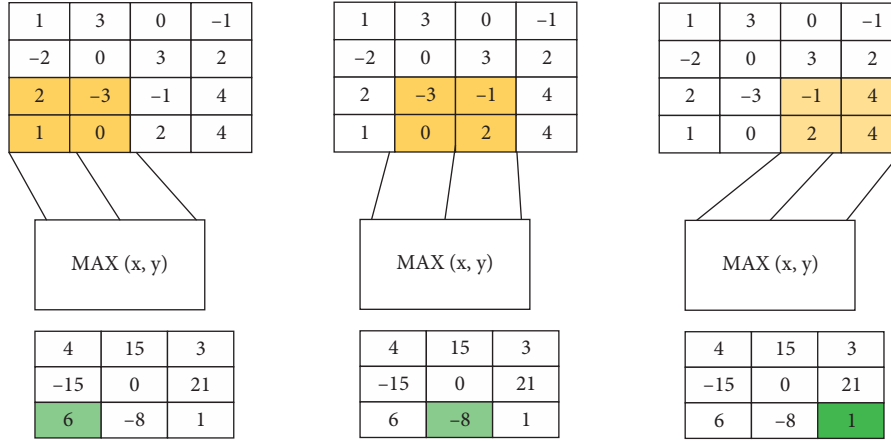 1 3 0 –1 1 3 0 –1 1 3 0 –1
–2 0 3 2 –2 0 3 2 –2 0 3 2
2 –3 –1 4 2 –3 –1 4 2 –3 –1 4
1 0 2 4 1 0 2 4 1 0 2 4
MAX (x, y) MAX (x, y) MAX (x, y)
4 15 3 4 15 3 4 15 3
–15 0 21 –15 0 21 –15 0 21
6 –8 1 6 –8 1 6 –8 1